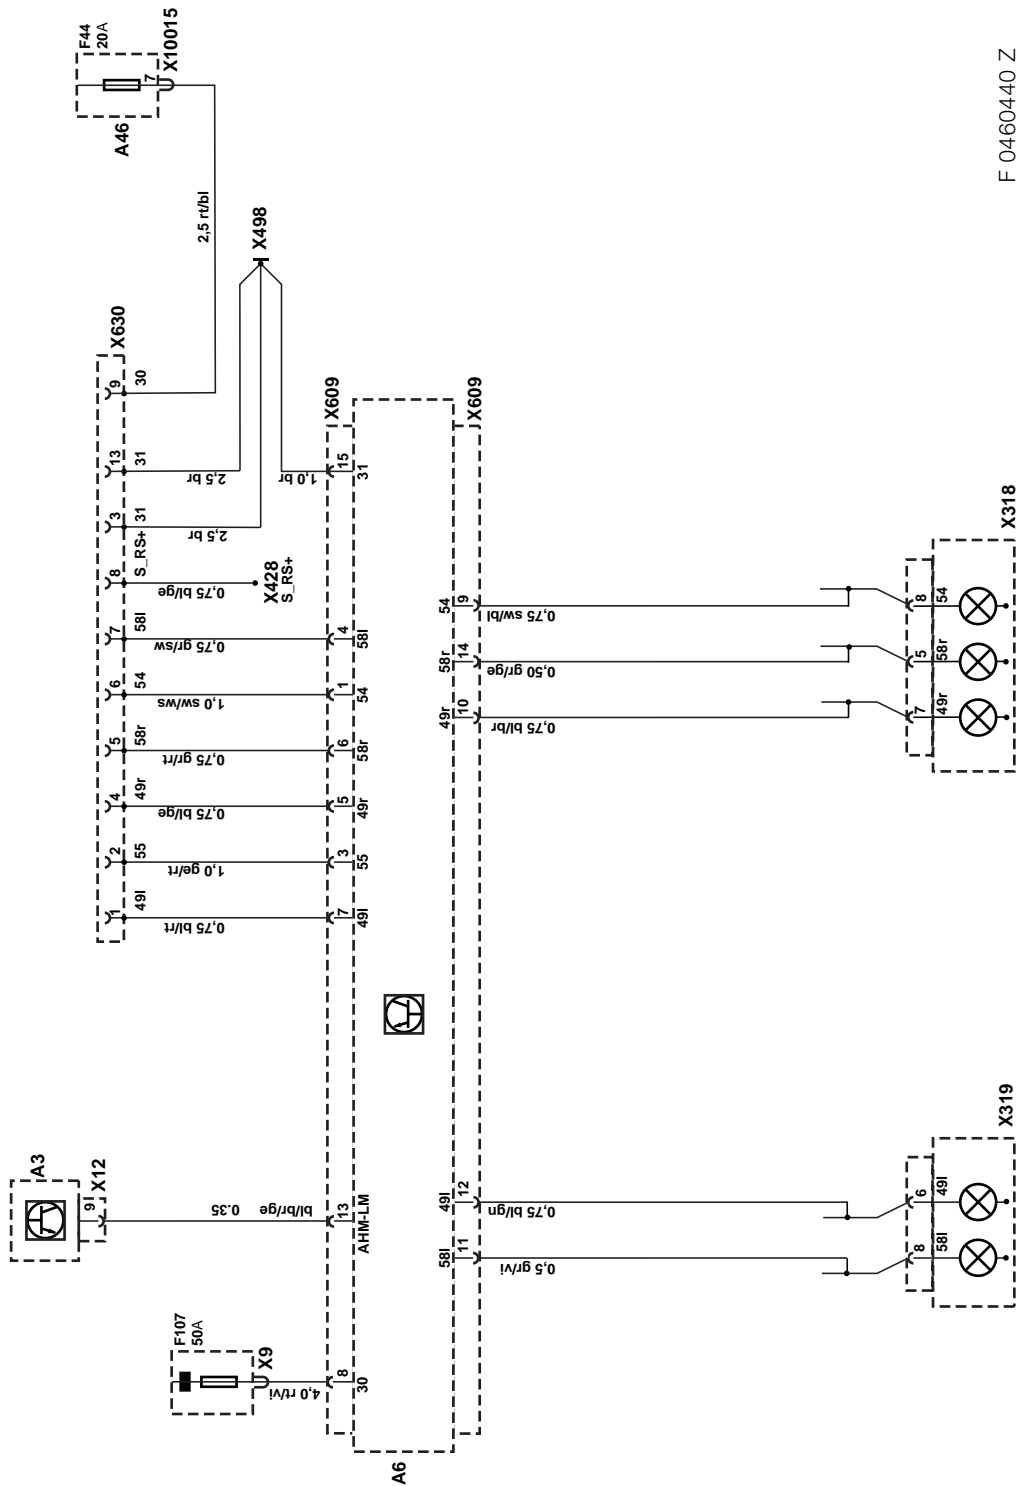 F44
20A
7
X10015
A46
2,5 rt/bl
X498
X630
9
30
13
31
2,5 br
1,0 br
3
31
2,5 br
8
S_RS+
0,75 bl/ge
X428
S_RS+
7
58l
0,75 gr/sw
6
54
1,0 sw/ws
5
58r
0,75 gr/rt
4
49r
0,75 bl/ge
2
55
1,0 ge/rt
1
49l
0,75 bl/rt
X609
15
31
4
58l
1
54
6
58r
5
49r
3
55
7
49l
A3
9
X12
0.35
bl/br/ge
13
AHM-LM
F107
50A
X9
4,0 rt/vi
8
30
A6
X609
54
9
0,75 sw/bl
58r
14
0,50 gr/ge
49r
10
0,75 bl/br
49l
12
0,75 bl/gn
58l
11
0,5 gr/vi
X318
8
54
5
58r
7
49r
X319
6
49l
8
58l
F 0460440 Z